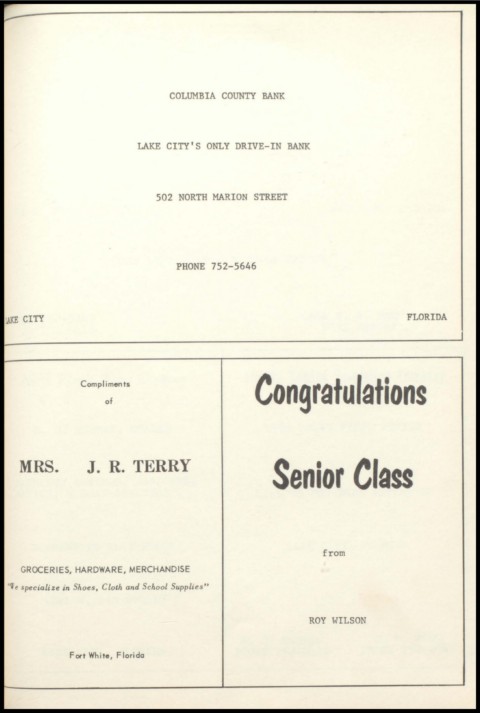 COLUMBIA COUNTY BANK
LAKE CITY'S ONLY DRIVE-IN BANK
502 NORTH MARION STREET
PHONE 752-5646
LAKE CITY FLORIDA
Compliments
of
MRS. J. R. TERRY
GROCERIES, HARDWARE, MERCHANDISE
"We specialize in Shoes, Cloth and School Supplies"
Fort White, Florida
Congratulations
Senior Class
from
ROY WILSON